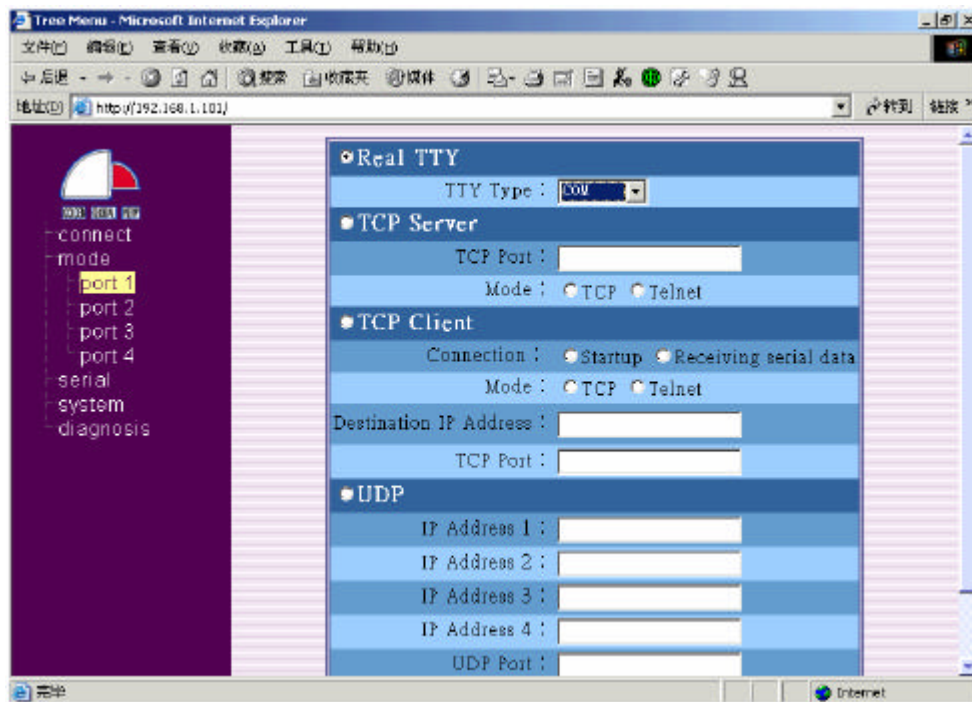 Tree Menu - Microsoft Internet Explorer
文件(F) 编辑(E) 查看(V) 收藏(A) 工具(T) 帮助(H)
后退 搜索 收藏夹 媒体
地址(D) http://192.168.1.101/ 转到 链接 »
connect
mode
port 1
port 2
port 3
port 4
serial
system
diagnosis
Real TTY
TTY Type : COM
TCP Server
TCP Port :
Mode : TCP Telnet
TCP Client
Connection : Startup Receiving serial data
Mode : TCP Telnet
Destination IP Address :
TCP Port :
UDP
IP Address 1 :
IP Address 2 :
IP Address 3 :
IP Address 4 :
UDP Port :
完毕 Internet